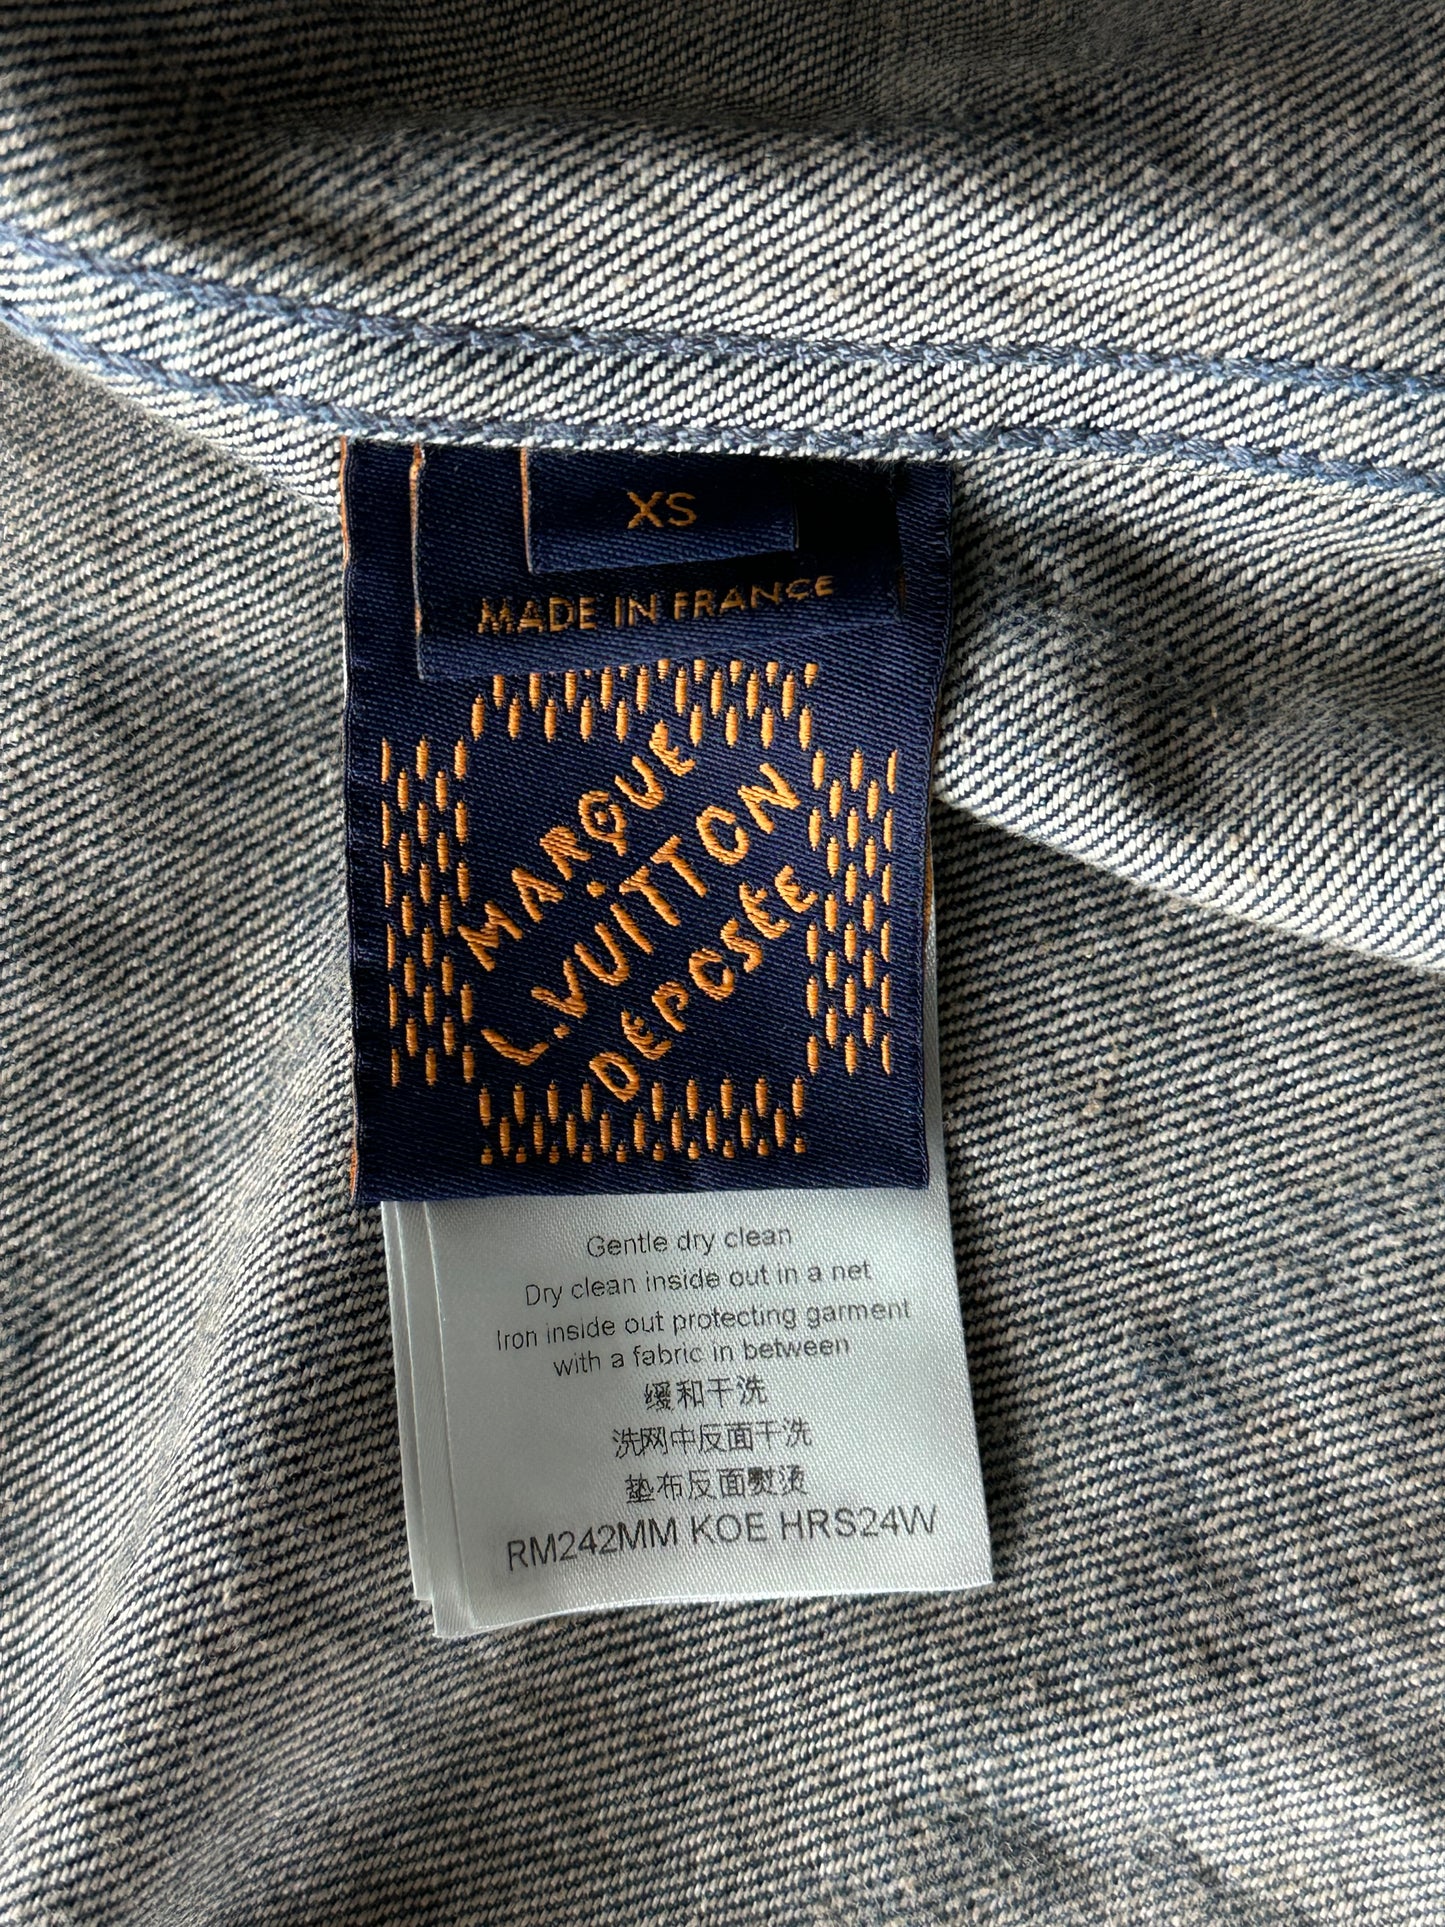 XS
MADE IN FRANCE
MARQUE
L.VUITTON
DÉPOSÉE
Gentle dry clean
Dry clean inside out in a net
Iron inside out protecting garment
with a fabric in between
缓和干洗
洗网中反面干洗
垫布反面熨烫
RM242MM KOE HRS24W